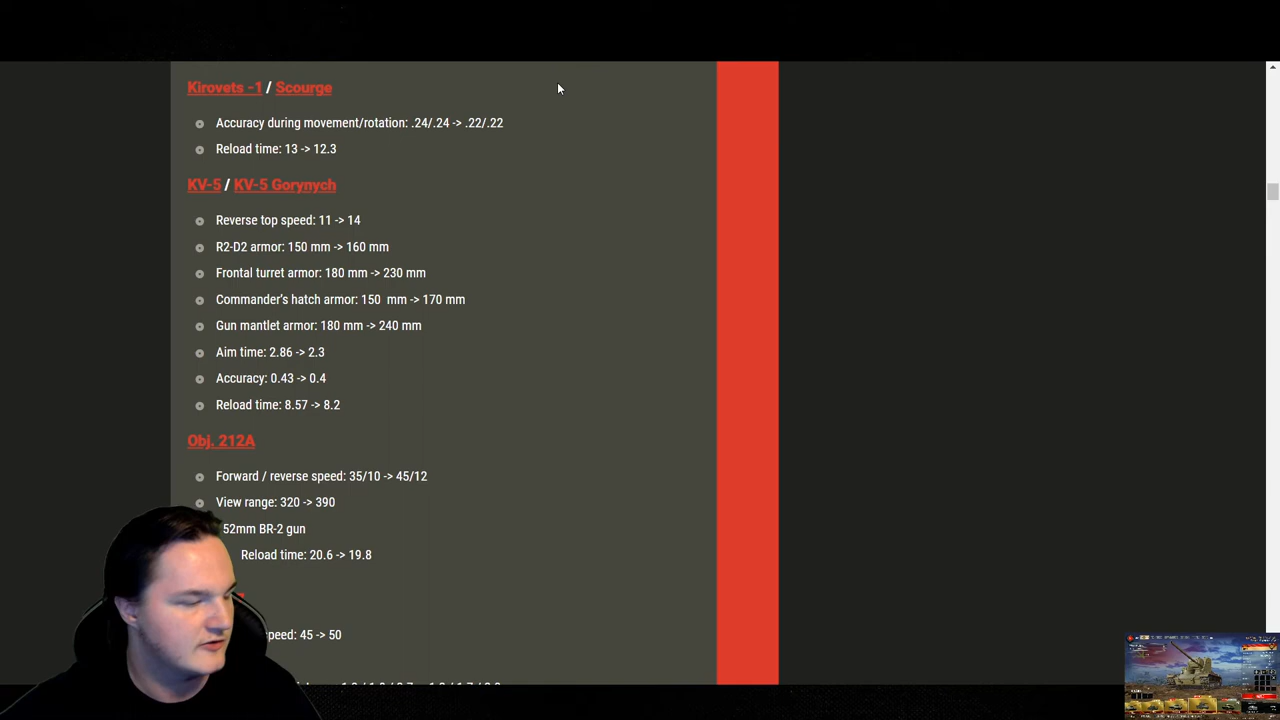 Kirovets -1 / Scourge
Accuracy during movement/rotation: .24/.24 -> .22/.22
Reload time: 13 -> 12.3
KV-5 / KV-5 Gorynych
Reverse top speed: 11 -> 14
R2-D2 armor: 150 mm -> 160 mm
Frontal turret armor: 180 mm -> 230 mm
Commander's hatch armor: 150  mm -> 170 mm
Gun mantlet armor: 180 mm -> 240 mm
Aim time: 2.86 -> 2.3
Accuracy: 0.43 -> 0.4
Reload time: 8.57 -> 8.2
Obj. 212A
Forward / reverse speed: 35/10 -> 45/12
View range: 320 -> 390
52mm BR-2 gun
Reload time: 20.6 -> 19.8
speed: 45 -> 50